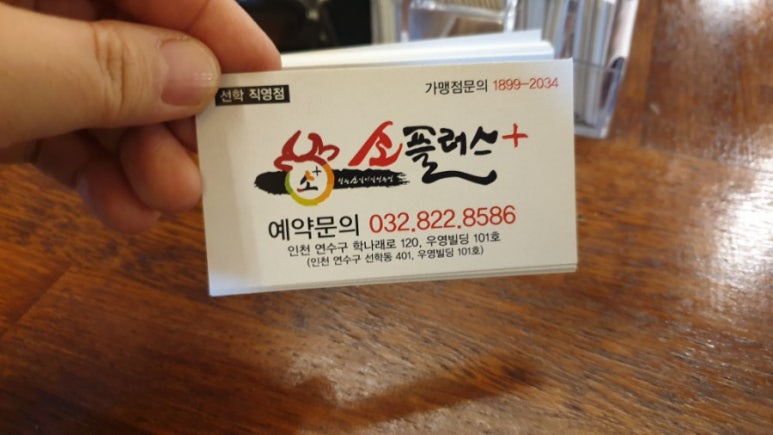 선학 직영점
가맹점문의 1899-2034
소플러스+
소+
예약문의 032.822.8586
인천 연수구 학나래로 120, 우영빌딩 101호
(인천 연수구 선학동 401, 우영빌딩 101호)